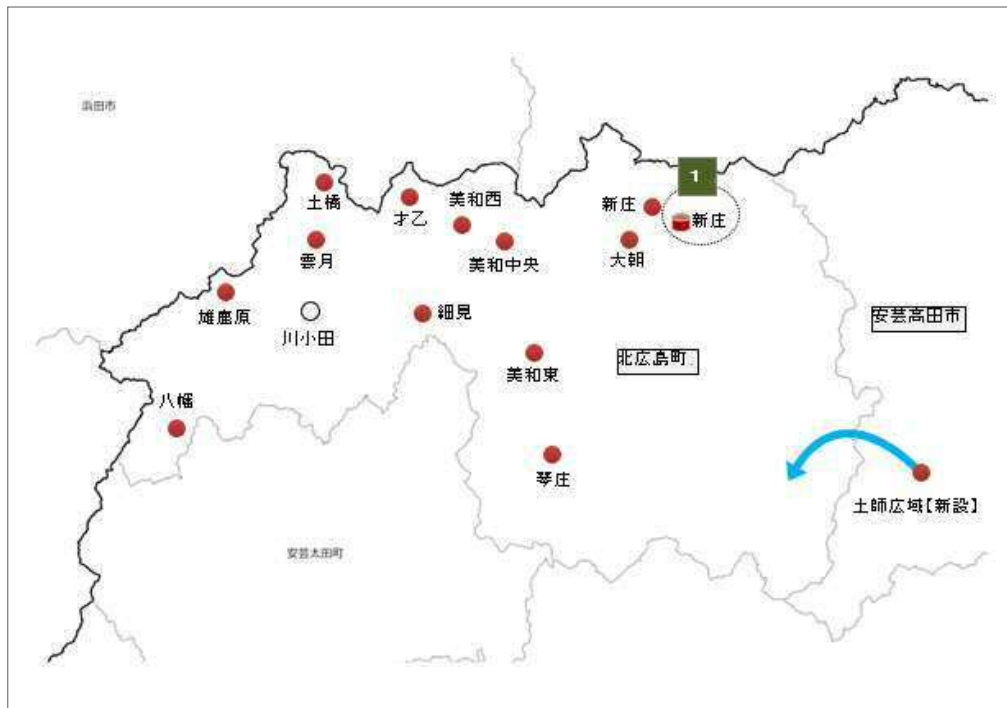 浜田市
1
土橋
才乙
美和西
新庄
新庄
雲月
美和中央
大朝
雄鹿原
川小田
細見
安芸高田市
美和東
北広島町
八幡
琴庄
土師広域【新設】
安芸太田町